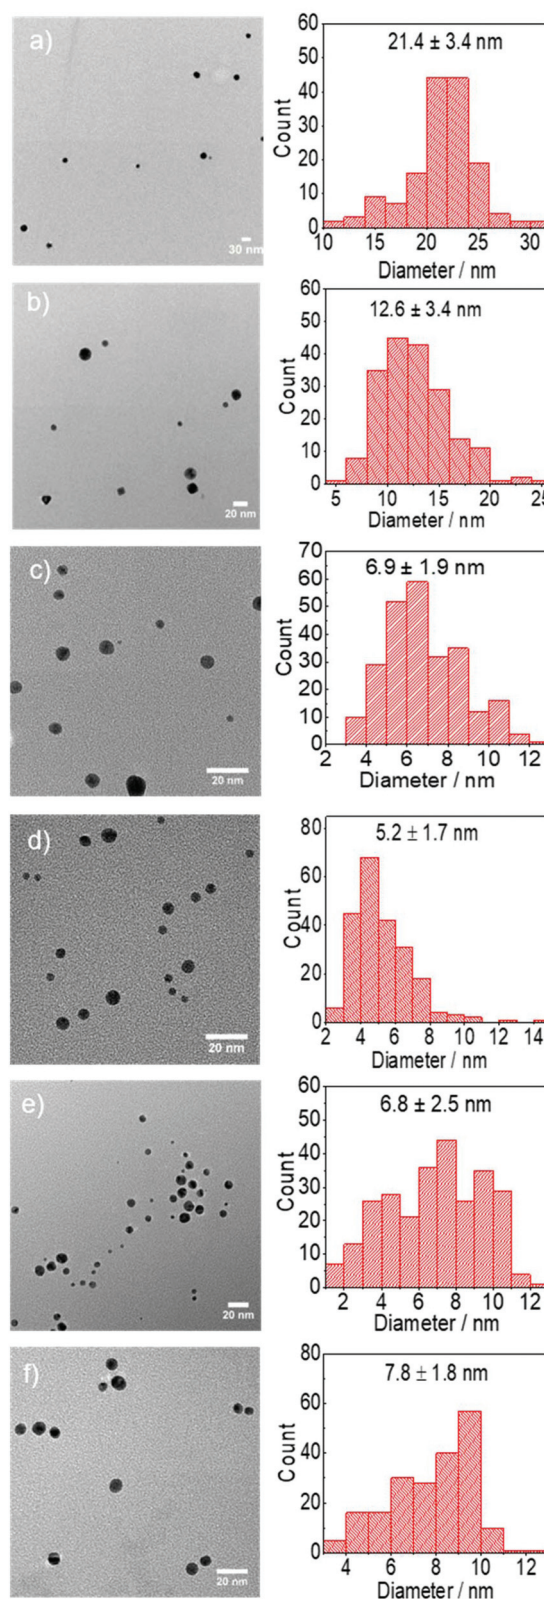 a)
30 nm
21.4 ± 3.4 nm
Count
60
50
40
30
20
10
0
10 15 20 25 30
Diameter / nm
b)
20 nm
12.6 ± 3.4 nm
Count
60
50
40
30
20
10
0
5 10 15 20 25
Diameter / nm
c)
20 nm
6.9 ± 1.9 nm
Count
70
60
50
40
30
20
10
0
2 4 6 8 10 12
Diameter / nm
d)
20 nm
5.2 ± 1.7 nm
Count
80
60
40
20
0
2 4 6 8 10 12 14
Diameter / nm
e)
20 nm
6.8 ± 2.5 nm
Count
60
50
40
30
20
10
0
2 4 6 8 10 12
Diameter / nm
f)
20 nm
7.8 ± 1.8 nm
Count
80
60
40
20
0
4 6 8 10 12
Diameter / nm